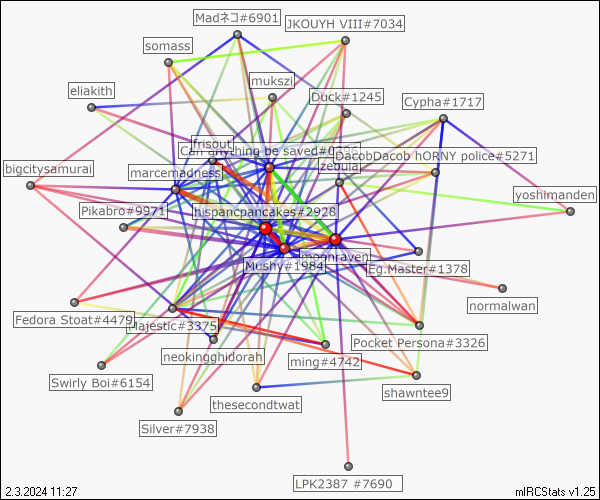 Madネコ#6901
JKOUYH VIII#7034
somass
mukszi
eliakith
Duck#1245
Cypha#1717
frisout
Can anything be saved#0296
DacobDacob hORNY police#5271
zebula
bigcitysamurai
marcemadness
yoshimanden
Pikabro#9971
hispancpancakes#2928
moonraven
Mushy#1984
Eg.Master#1378
normalwan
Fedora Stoat#4479
Majestic#3375
neokingghidorah
ming#4742
Pocket Persona#3326
Swirly Boi#6154
shawntee9
thesecondtwat
Silver#7938
LPK2387 #7690
2.3.2024 11:27
mIRCStats v1.25